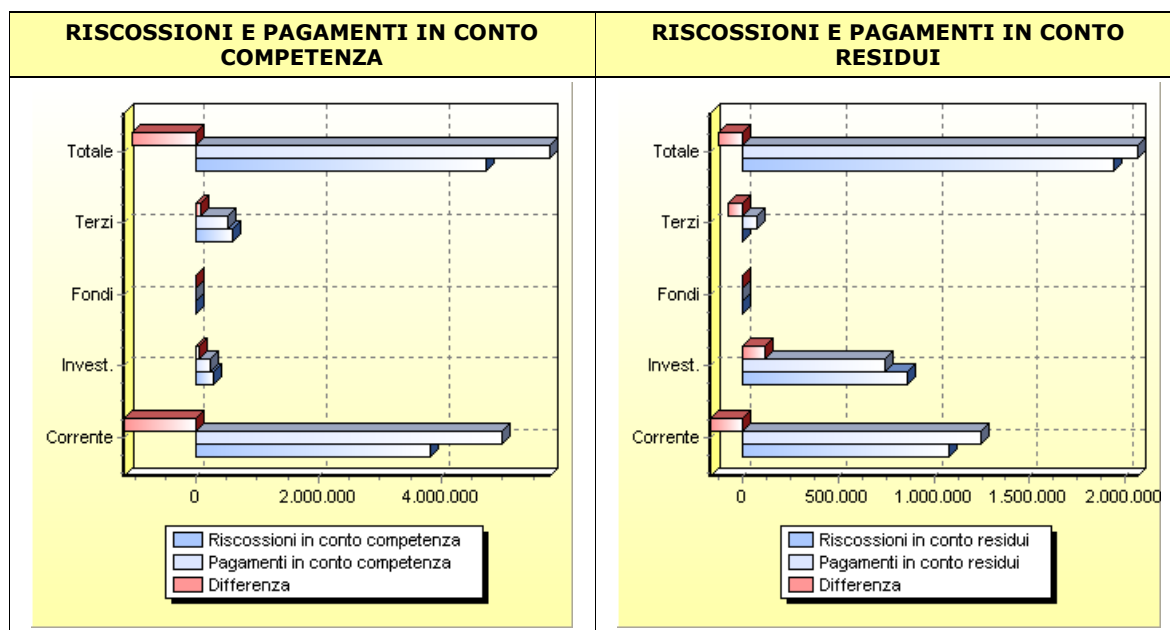 RISCOSSIONI E PAGAMENTI IN CONTO
COMPETENZA
Totale
Terzi
Fondi
Invest.
Corrente
0 2.000.000 4.000.000
Riscossioni in conto competenza
Pagamenti in conto competenza
Differenza
RISCOSSIONI E PAGAMENTI IN CONTO
RESIDUI
Totale
Terzi
Fondi
Invest.
Corrente
0 500.000 1.000.000 1.500.000 2.000.000
Riscossioni in conto residui
Pagamenti in conto residui
Differenza